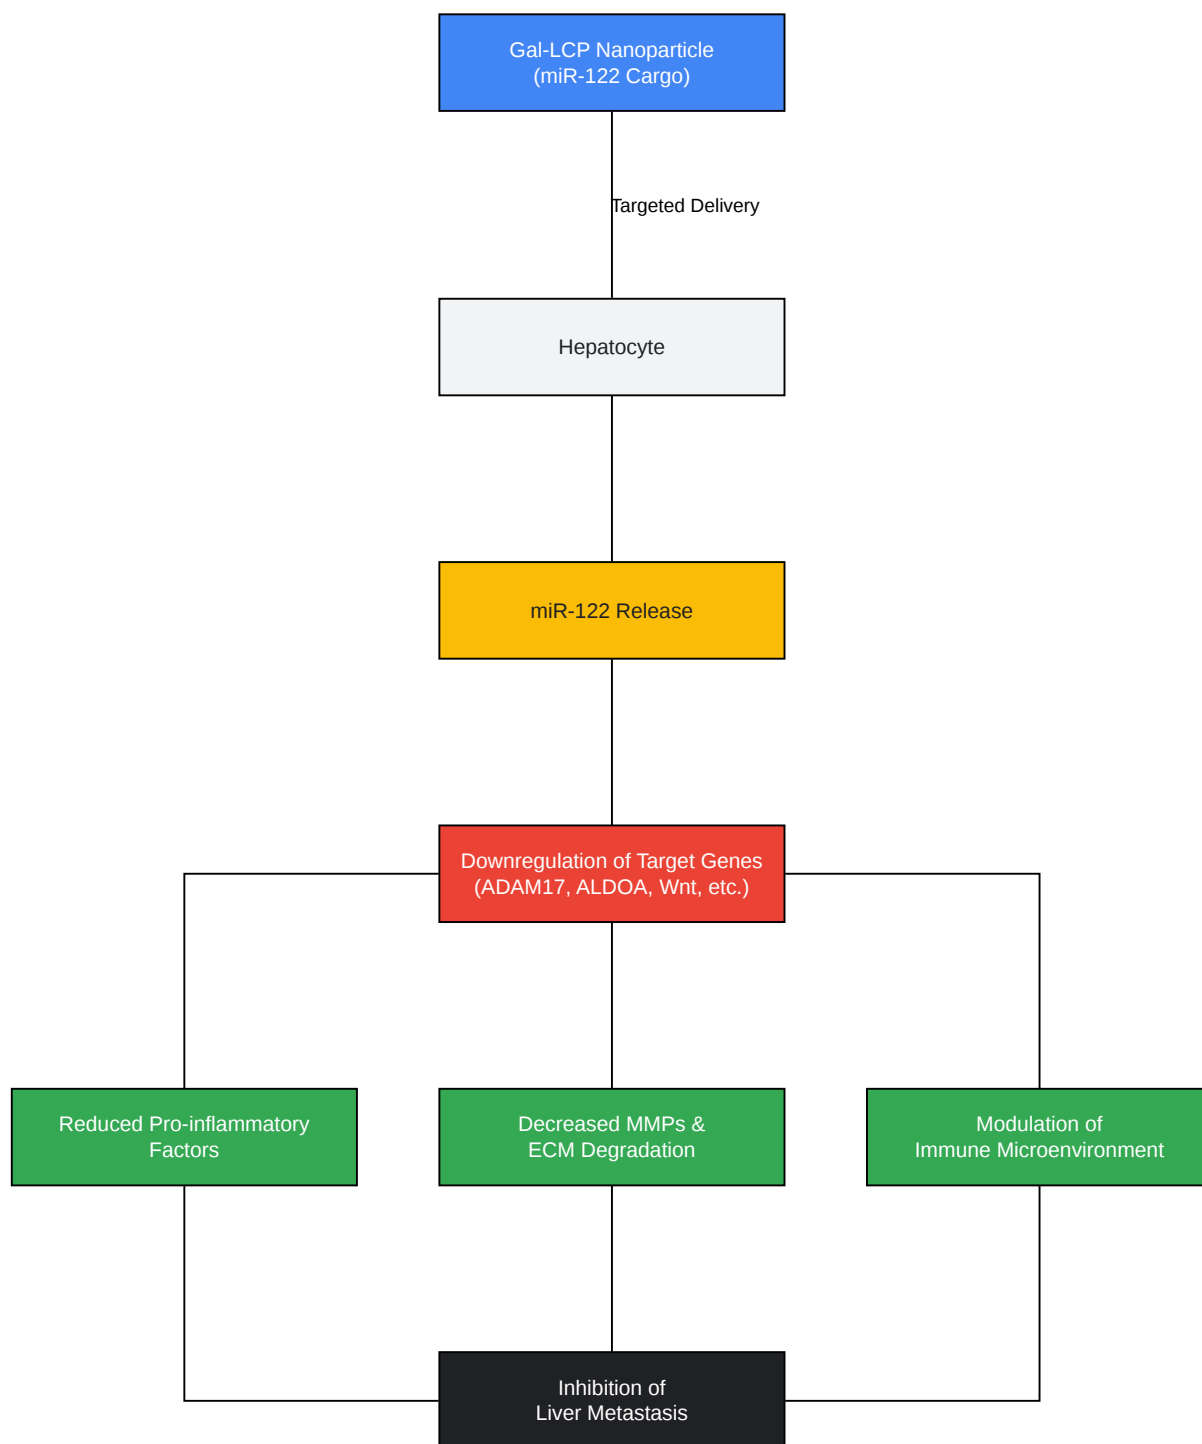 Gal-LCP Nanoparticle
(miR-122 Cargo)
Targeted Delivery
Hepatocyte
miR-122 Release
Downregulation of Target Genes
(ADAM17, ALDOA, Wnt, etc.)
Reduced Pro-inflammatory
Factors
Decreased MMPs &
ECM Degradation
Modulation of
Immune Microenvironment
Inhibition of
Liver Metastasis